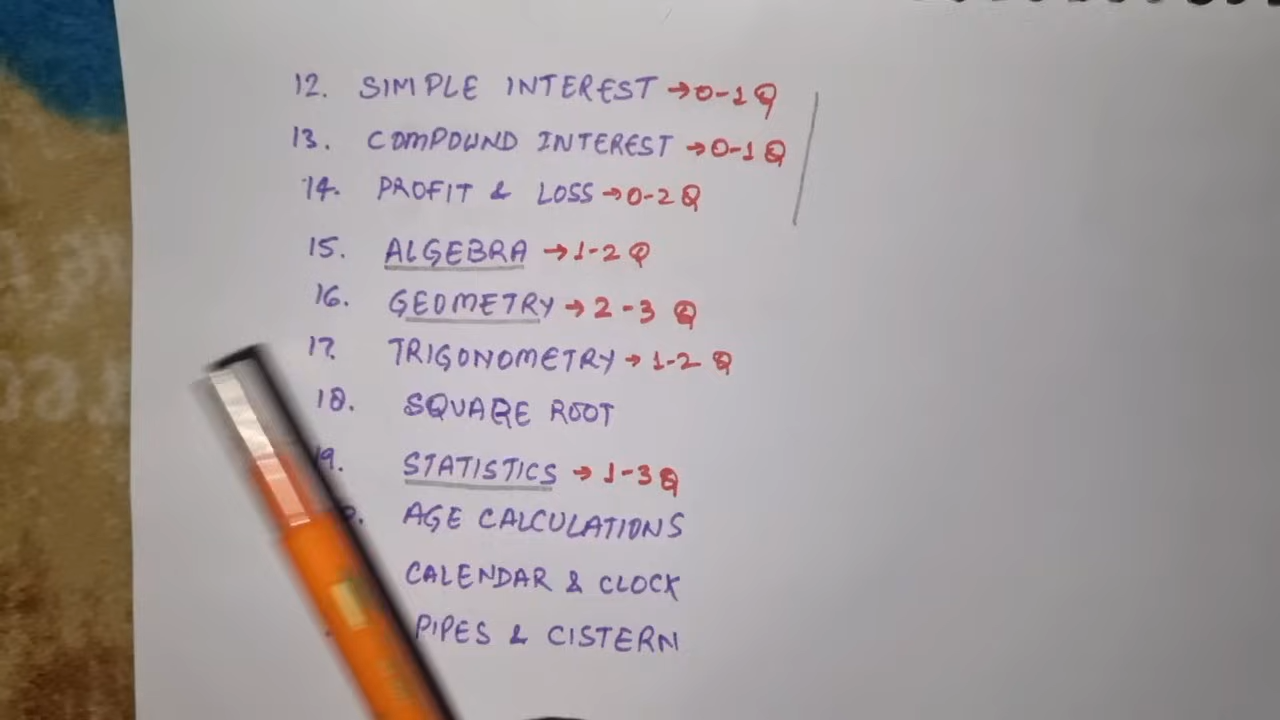 12. SIMPLE INTEREST → 0-1 Q
13. COMPOUND INTEREST → 0-1 Q
14. PROFIT & LOSS → 0-2 Q
15. ALGEBRA → 1-2 Q
16. GEOMETRY → 2-3 Q
17. TRIGONOMETRY → 1-2 Q
18. SQUARE ROOT
19. STATISTICS → 1-3 Q
AGE CALCULATIONS
CALENDAR & CLOCK
PIPES & CISTERN